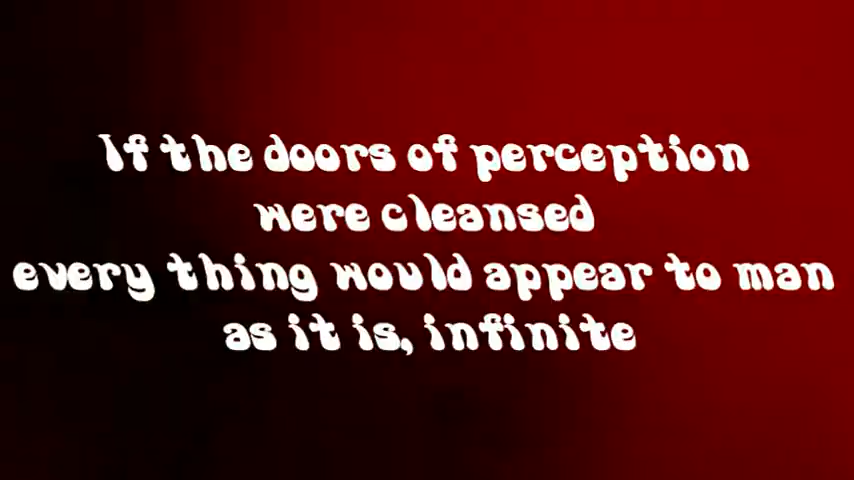 If the doors of perception
were cleansed
every thing would appear to man
as it is, infinite